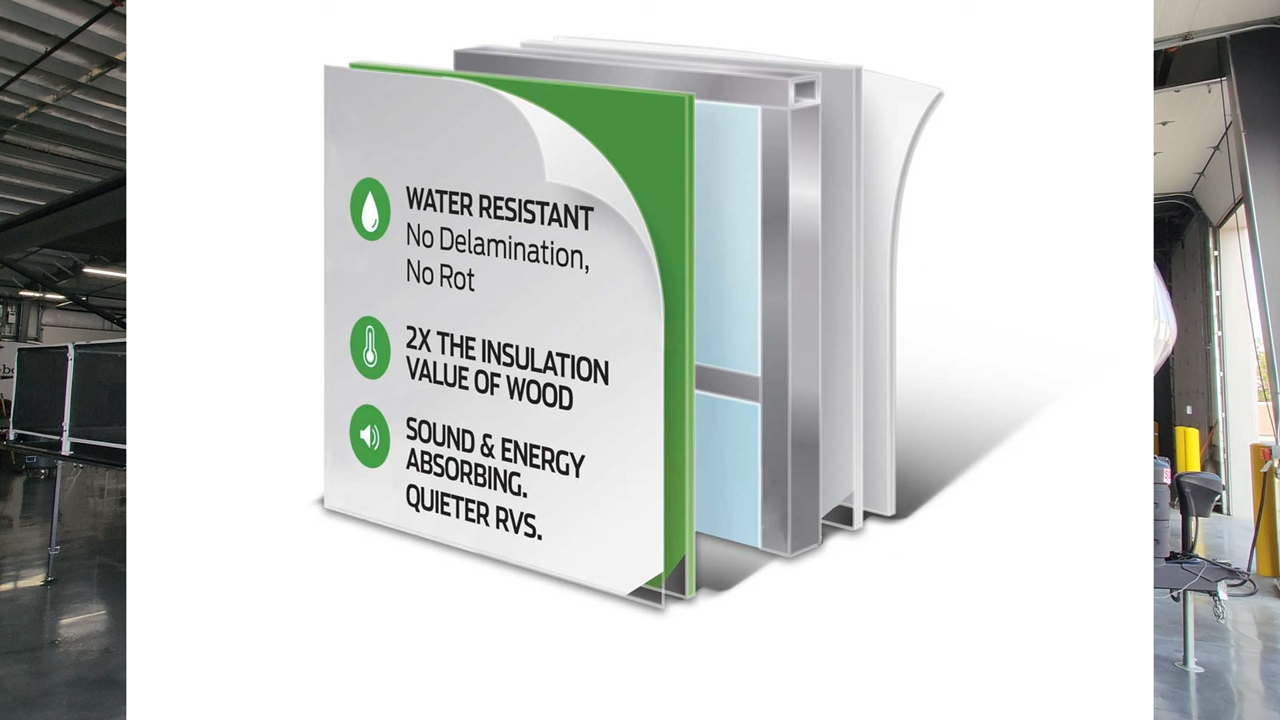 WATER RESISTANT
No Delamination,
No Rot
2X THE INSULATION
VALUE OF WOOD
SOUND & ENERGY
ABSORBING.
QUIETER RVS.